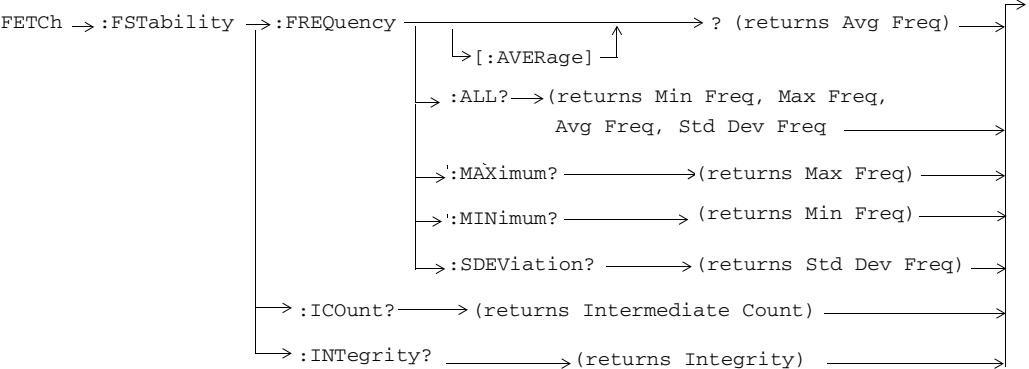 FETCh :FSTability :FREQuency ? (returns Avg Freq)
[:AVERage]
:ALL? (returns Min Freq, Max Freq,
Avg Freq, Std Dev Freq
':MAXimum? (returns Max Freq)
':MINimum? (returns Min Freq)
:SDEViation? (returns Std Dev Freq)
:ICOunt? (returns Intermediate Count)
:INTegrity? (returns Integrity)